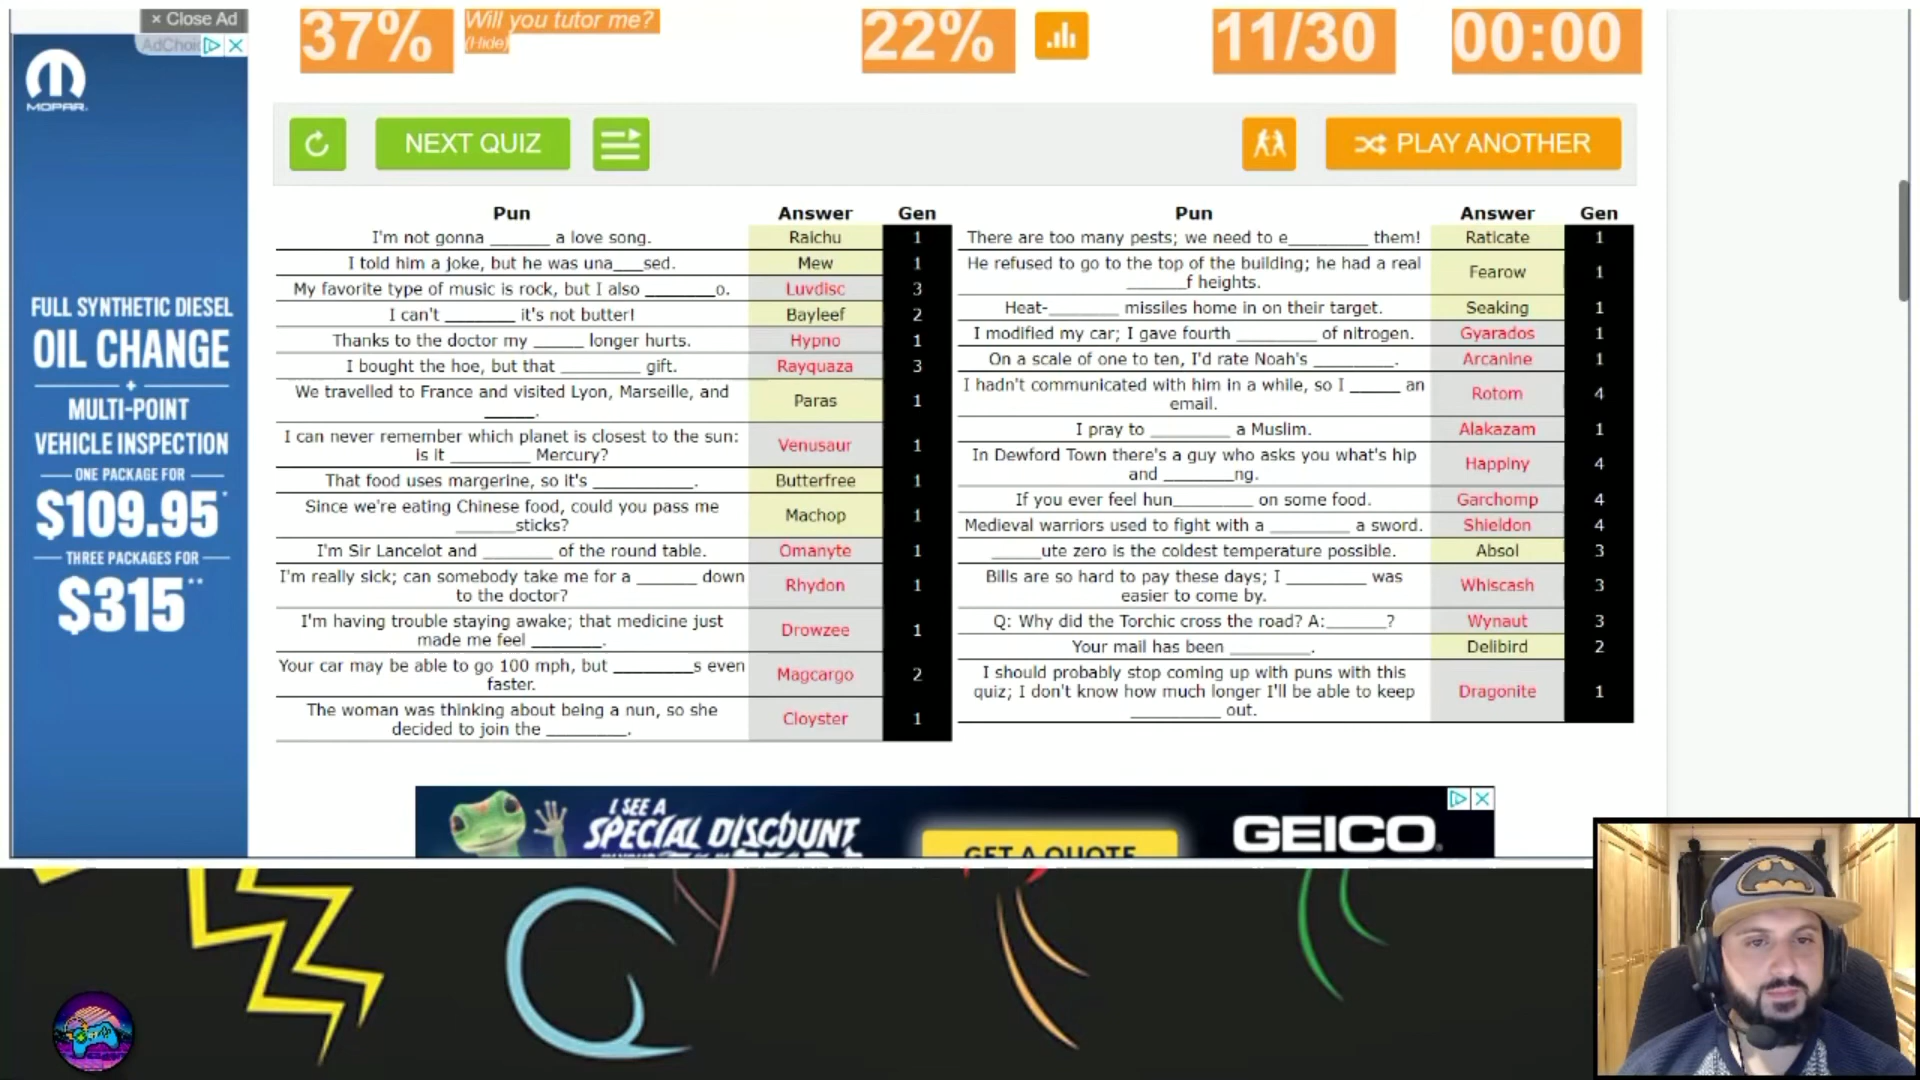 × Close Ad
AdChoi
MOPAR
FULL SYNTHETIC DIESEL
OIL CHANGE
+
MULTI-POINT
VEHICLE INSPECTION
ONE PACKAGE FOR
$109.95*
THREE PACKAGES FOR
$315**
37%
Will you tutor me?
(Hide)
22%
11/30
00:00
NEXT QUIZ
PLAY ANOTHER
Pun Answer Gen
I'm not gonna ______ a love song. Raichu 1
I told him a joke, but he was una___sed. Mew 1
My favorite type of music is rock, but I also _______o. Luvdisc 3
I can't _______ it's not butter! Bayleef 2
Thanks to the doctor my _____ longer hurts. Hypno 1
I bought the hoe, but that ________ gift. Rayquaza 3
We travelled to France and visited Lyon, Marseille, and
_____. Paras 1
I can never remember which planet is closest to the sun:
is it ________ Mercury? Venusaur 1
That food uses margerine, so it's __________. Butterfree 1
Since we're eating Chinese food, could you pass me
______sticks? Machop 1
I'm Sir Lancelot and _______ of the round table. Omanyte 1
I'm really sick; can somebody take me for a ______ down
to the doctor? Rhydon 1
I'm having trouble staying awake; that medicine just
made me feel _______. Drowzee 1
Your car may be able to go 100 mph, but ________s even
faster. Magcargo 2
The woman was thinking about being a nun, so she
decided to join the ________. Cloyster 1
Pun Answer Gen
There are too many pests; we need to e________ them! Raticate 1
He refused to go to the top of the building; he had a real
______f heights. Fearow 1
Heat-_______ missiles home in on their target. Seaking 1
I modified my car; I gave fourth ________ of nitrogen. Gyarados 1
On a scale of one to ten, I'd rate Noah's ________. Arcanine 1
I hadn't communicated with him in a while, so I _____ an
email. Rotom 4
I pray to ________ a Muslim. Alakazam 1
In Dewford Town there's a guy who asks you what's hip
and _______ng. Happiny 4
If you ever feel hun________ on some food. Garchomp 4
Medieval warriors used to fight with a ________ a sword. Shieldon 4
_____ute zero is the coldest temperature possible. Absol 3
Bills are so hard to pay these days; I ________ was
easier to come by. Whiscash 3
Q: Why did the Torchic cross the road? A:______? Wynaut 3
Your mail has been ________. Delibird 2
I should probably stop coming up with puns with this
quiz; I don't know how much longer I'll be able to keep
_________ out. Dragonite 1
I SEE A
SPECIAL DISCOUNT
GET A QUOTE
GEICO